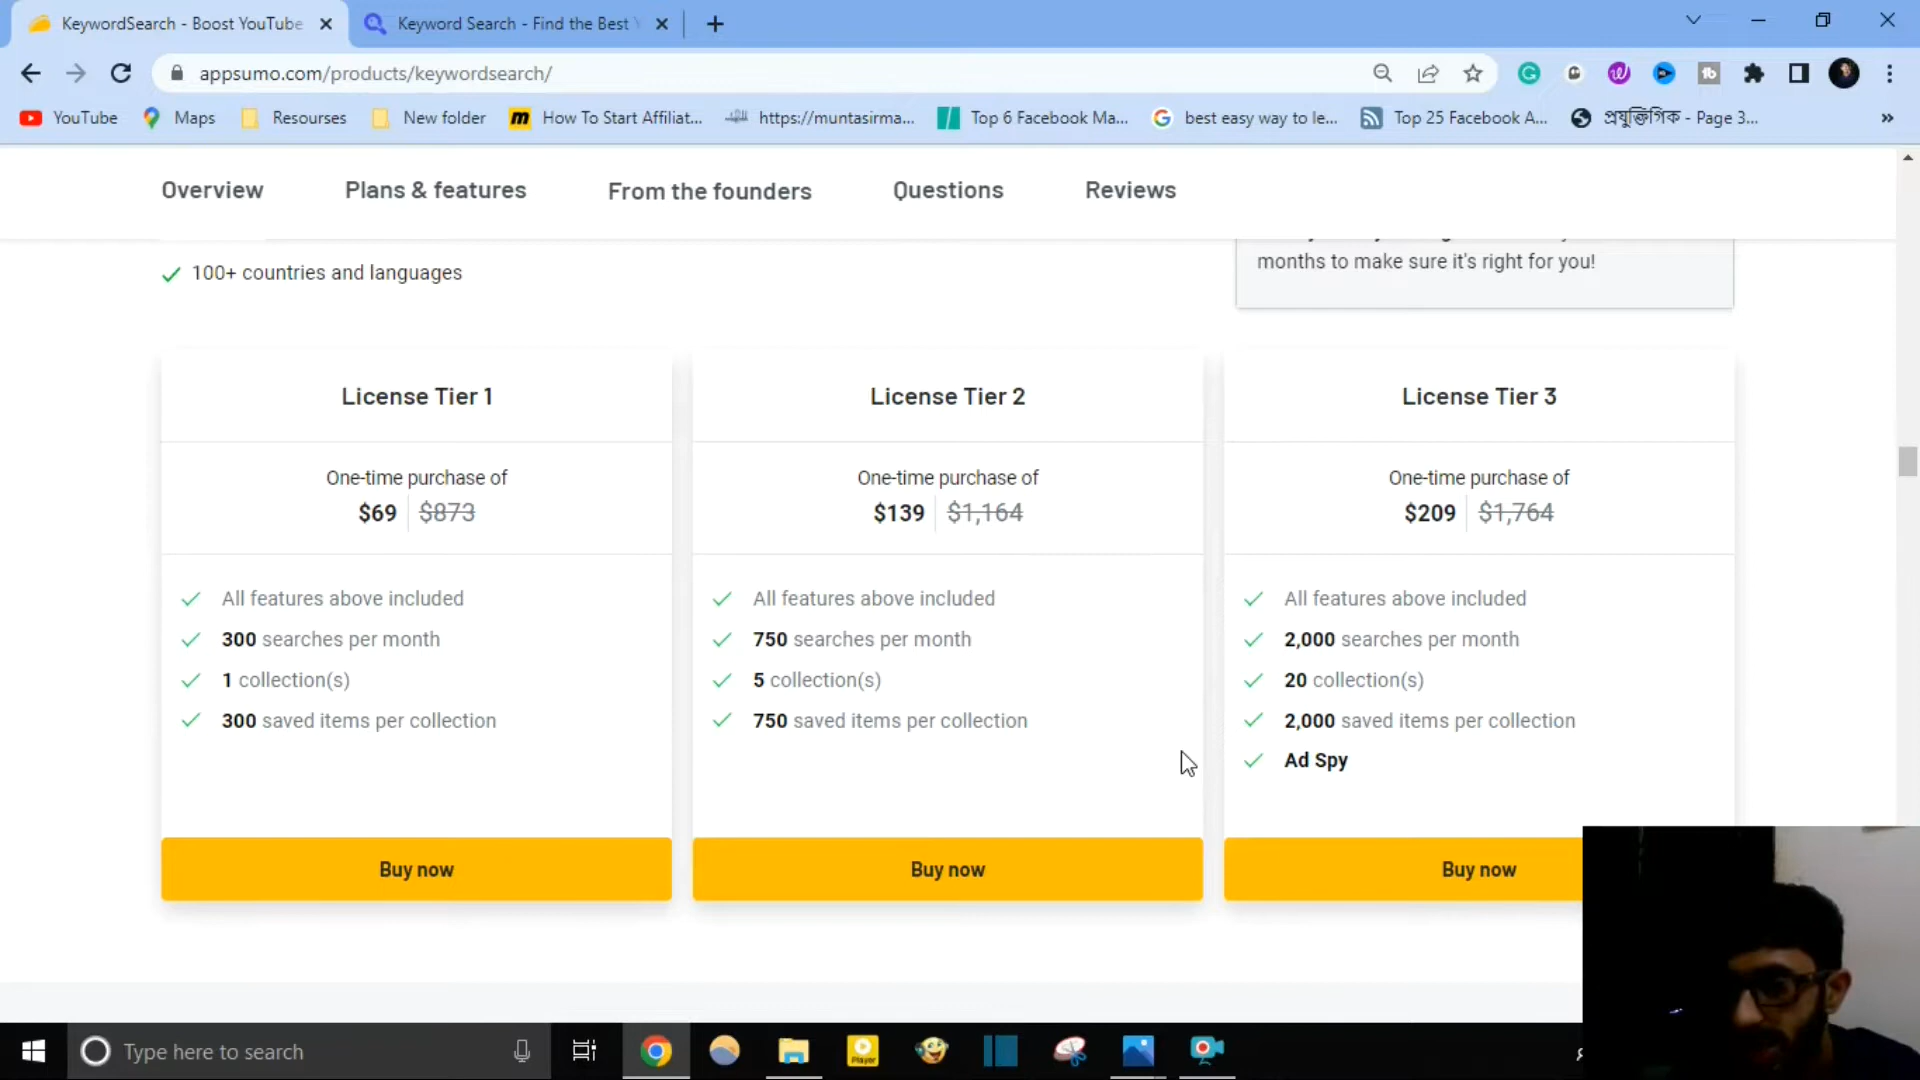 KeywordSearch - Boost YouTube
Keyword Search - Find the Best
appsumo.com/products/keywordsearch/
YouTube
Maps
Resourses
New folder
How To Start Affiliat...
https://muntasirma...
Top 6 Facebook Ma...
best easy way to le...
Top 25 Facebook A...
প্রযুক্তিগিক - Page 3...
»
Overview
Plans & features
From the founders
Questions
Reviews
100+ countries and languages
months to make sure it's right for you!
License Tier 1
One-time purchase of
$69 $873
All features above included
300 searches per month
1 collection(s)
300 saved items per collection
Buy now
License Tier 2
One-time purchase of
$139 $1,164
All features above included
750 searches per month
5 collection(s)
750 saved items per collection
Buy now
License Tier 3
One-time purchase of
$209 $1,764
All features above included
2,000 searches per month
20 collection(s)
2,000 saved items per collection
Ad Spy
Buy now
Type here to search
Player